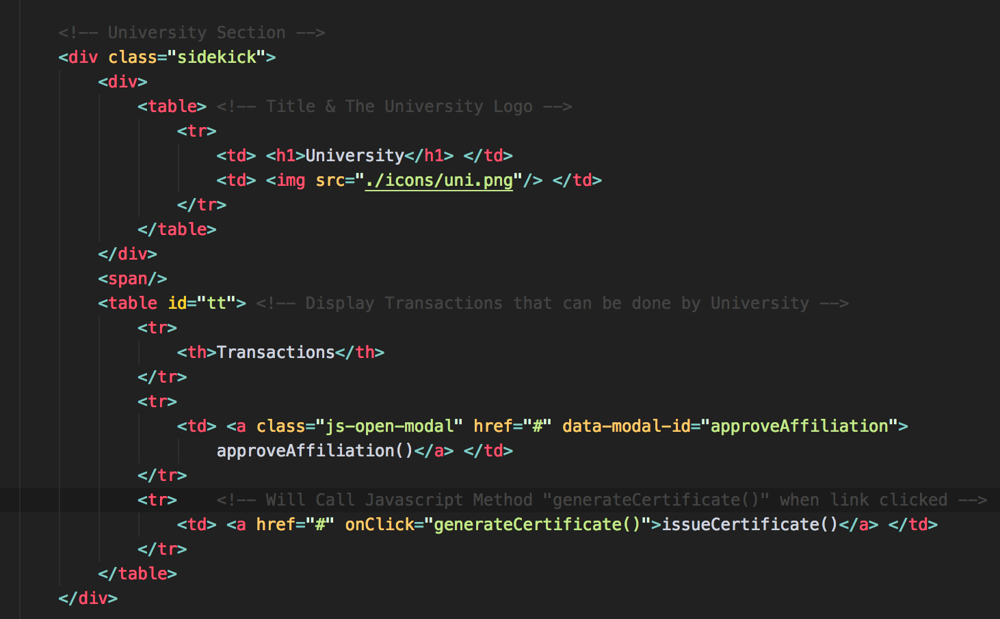 <!-- University Section -->
<div class="sidekick">
<div>
<table> <!-- Title & The University Logo -->
<tr>
<td> <h1>University</h1> </td>
<td> <img src="./icons/uni.png"/> </td>
</tr>
</table>
</div>
<span/>
<table id="tt"> <!-- Display Transactions that can be done by University -->
<tr>
<th>Transactions</th>
</tr>
<tr>
<td> <a class="js-open-modal" href="#" data-modal-id="approveAffiliation">
approveAffiliation()</a> </td>
</tr>
<tr> <!-- Will Call Javascript Method "generateCertificate()" when link clicked -->
<td> <a href="#" onClick="generateCertificate()">issueCertificate()</a> </td>
</tr>
</table>
</div>